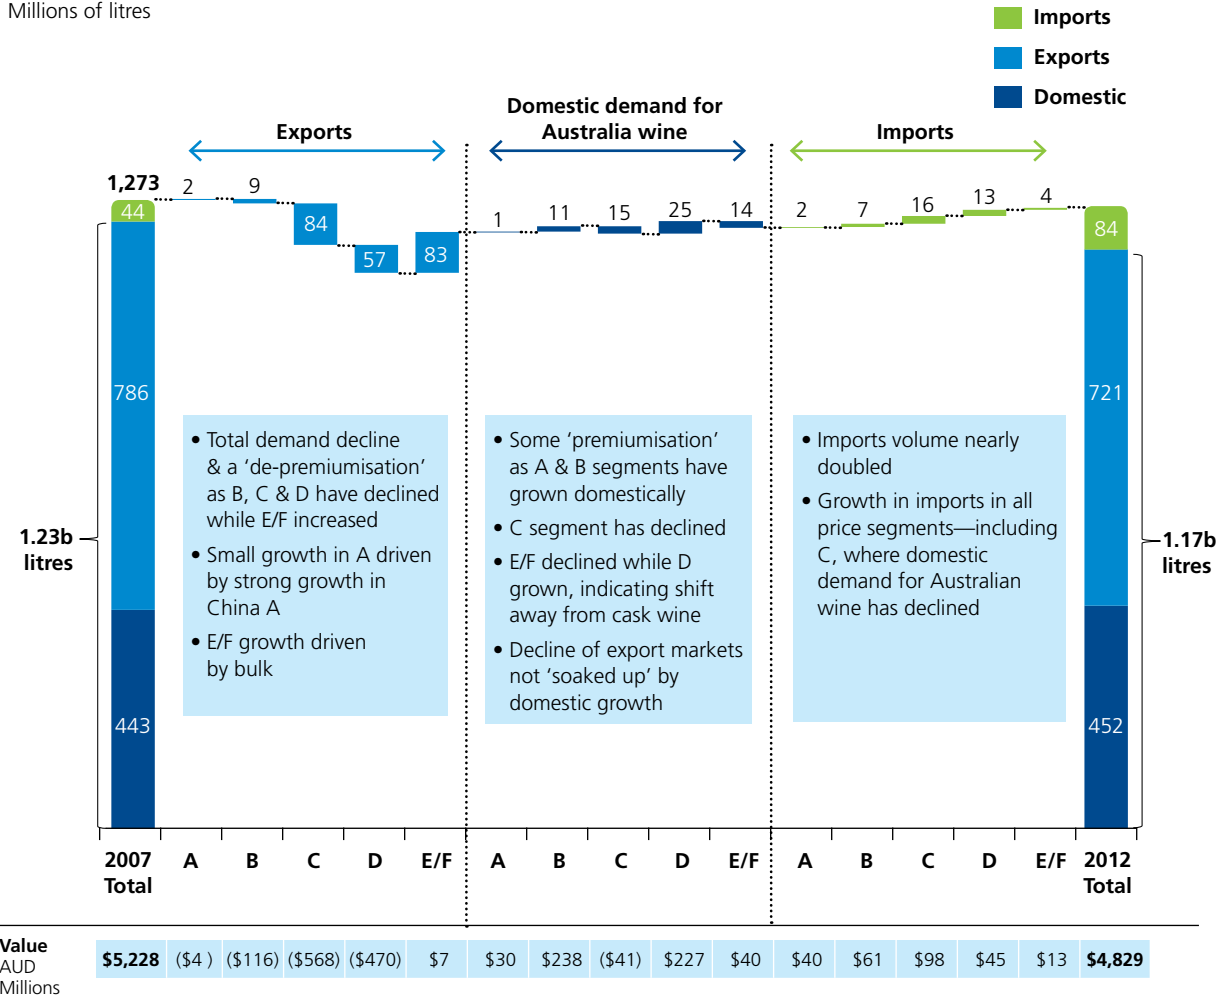 Millions of litres
Imports
Exports
Domestic
Exports
Domestic demand for
Australia wine
Imports
1,273
2
9
84
57
83
1
11
15
25
14
2
7
16
13
4
44
786
443
84
721
452
1.23b
litres
1.17b
litres
• Total demand decline
& a ‘de-premiumisation’
as B, C & D have declined
while E/F increased
• Small growth in A driven
by strong growth in
China A
• E/F growth driven
by bulk
• Some ‘premiumisation’
as A & B segments have
grown domestically
• C segment has declined
• E/F declined while D
grown, indicating shift
away from cask wine
• Decline of export markets
not ‘soaked up’ by
domestic growth
• Imports volume nearly
doubled
• Growth in imports in all
price segments—including
C, where domestic
demand for Australian
wine has declined
2007
Total
A B C D E/F A B C D E/F A B C D E/F
2012
Total
Value
AUD
Millions
$5,228 ($4 ) ($116) ($568) ($470) $7 $30 $238 ($41) $227 $40 $40 $61 $98 $45 $13 $4,829